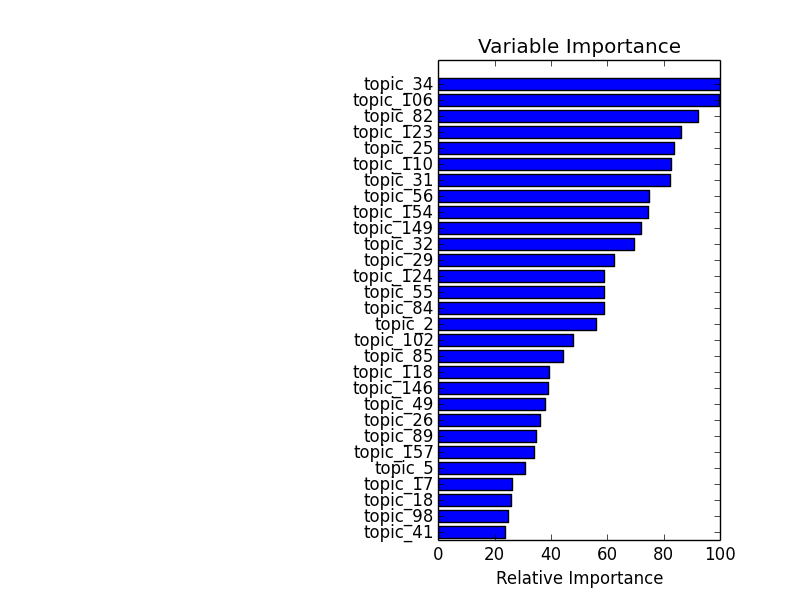 Variable Importance
topic_34
topic_106
topic_82
topic_123
topic_25
topic_110
topic_31
topic_56
topic_154
topic_149
topic_32
topic_29
topic_124
topic_55
topic_84
topic_2
topic_102
topic_85
topic_118
topic_146
topic_49
topic_26
topic_89
topic_157
topic_5
topic_17
topic_18
topic_98
topic_41
0 20 40 60 80 100
Relative Importance